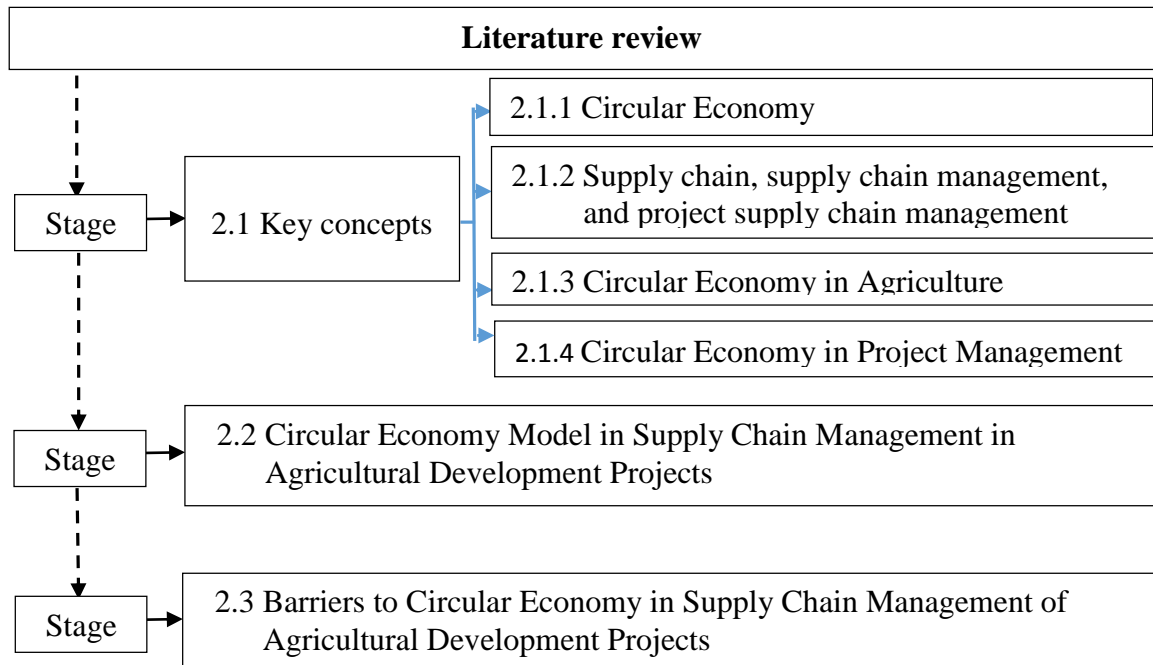 Literature review
2.1.1 Circular Economy
2.1.2 Supply chain, supply chain management,
and project supply chain management
Stage
2.1 Key concepts
2.1.3 Circular Economy in Agriculture
2.1.4 Circular Economy in Project Management
Stage
2.2 Circular Economy Model in Supply Chain Management in
Agricultural Development Projects
Stage
2.3 Barriers to Circular Economy in Supply Chain Management of
Agricultural Development Projects